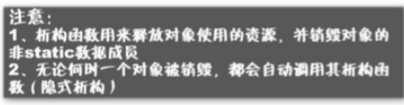 注意：
1、析构函数用来释放对象使用的资源，并销毁对象的
非static数据成员
2、无论何时一个对象被销毁，都会自动调用其析构函
数（隐式析构）